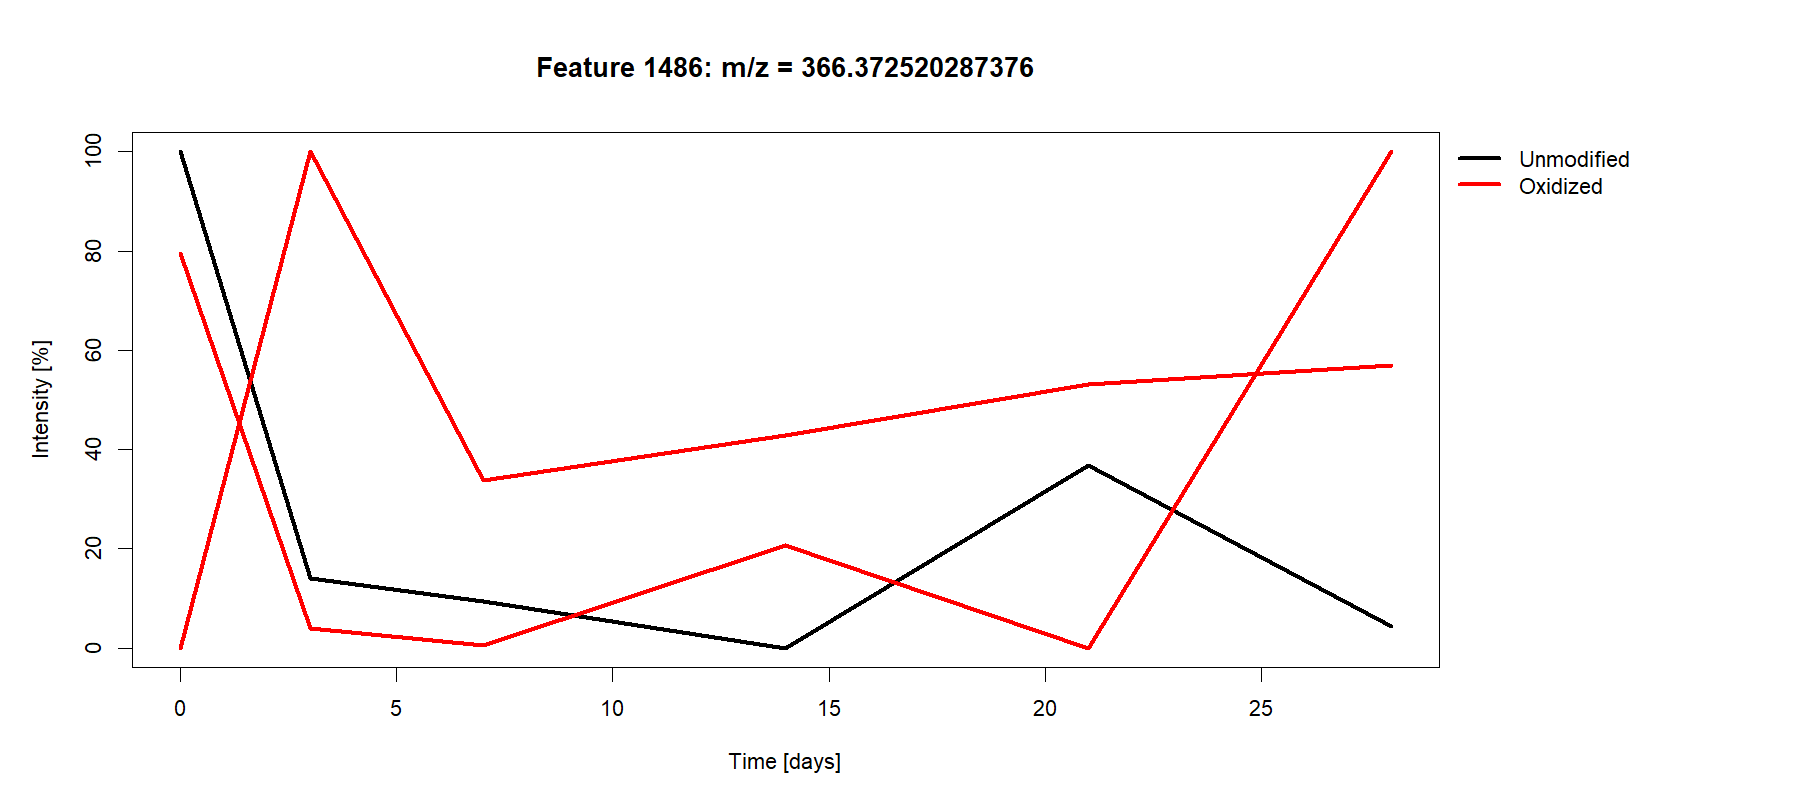 Feature 1486: m/z = 366.372520287376
Unmodified
Oxidized
100
80
60
40
20
0
Intensity [%]
0 5 10 15 20 25
Time [days]